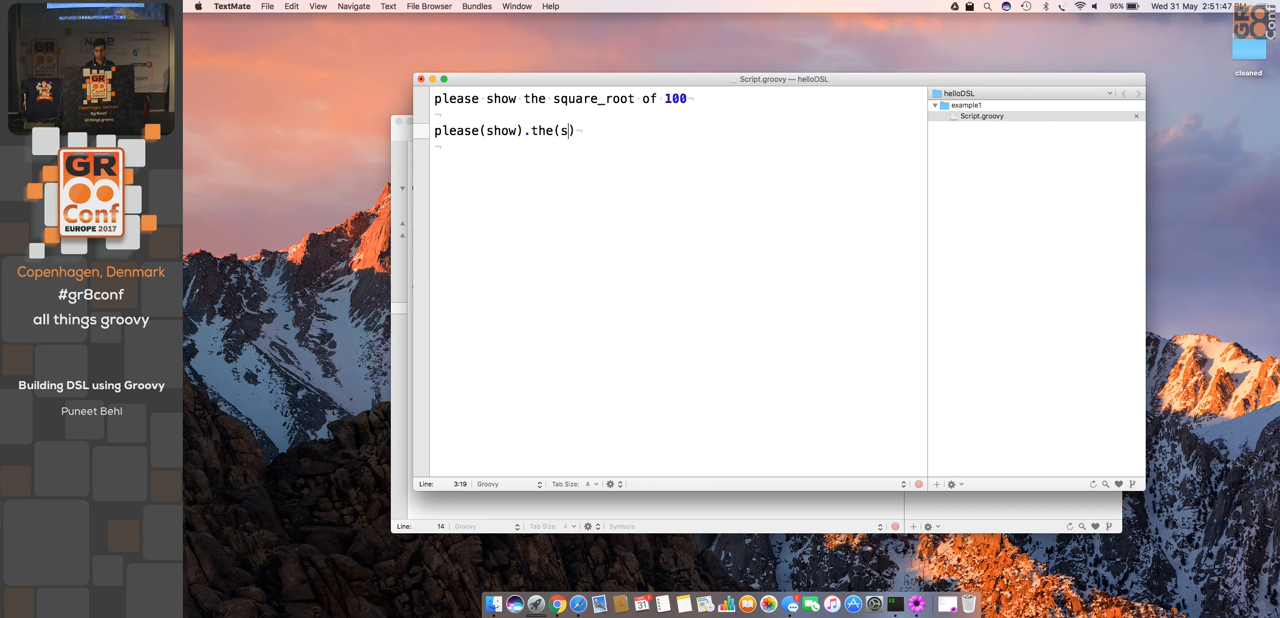 TextMate File Edit View Navigate Text File Browser Bundles Window Help
95% Wed 31 May 2:51:47 PM
cleaned
GR8
Conf
EUROPE 2017
Copenhagen, Denmark
#gr8conf
all things groovy
Building DSL using Groovy
Puneet Behl
Script.groovy — helloDSL
please show the square_root of 100
please(show).the(s)
helloDSL
example1
Script.groovy
Line: 3:19 Groovy Tab Size: 4
Line: 14 Groovy Tab Size: 4 Symbols